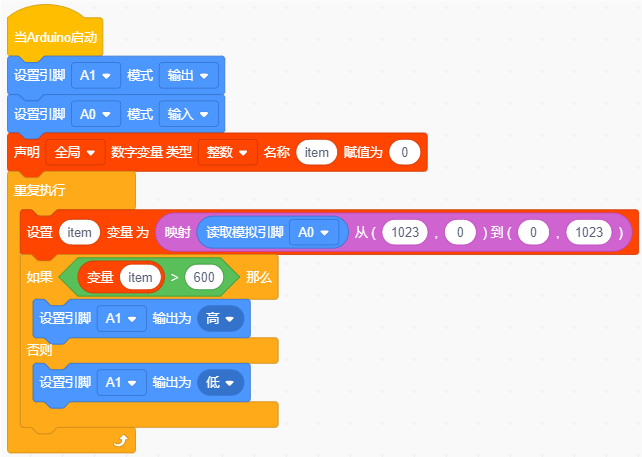 当Arduino启动
设置引脚 A1 模式 输出
设置引脚 A0 模式 输入
声明 全局 数字变量 类型 整数 名称 item 赋值为 0
重复执行
设置 item 变量 为 映射 读取模拟引脚 A0 从 ( 1023 , 0 ) 到 ( 0 , 1023 )
如果 变量 item > 600 那么
设置引脚 A1 输出为 高
否则
设置引脚 A1 输出为 低